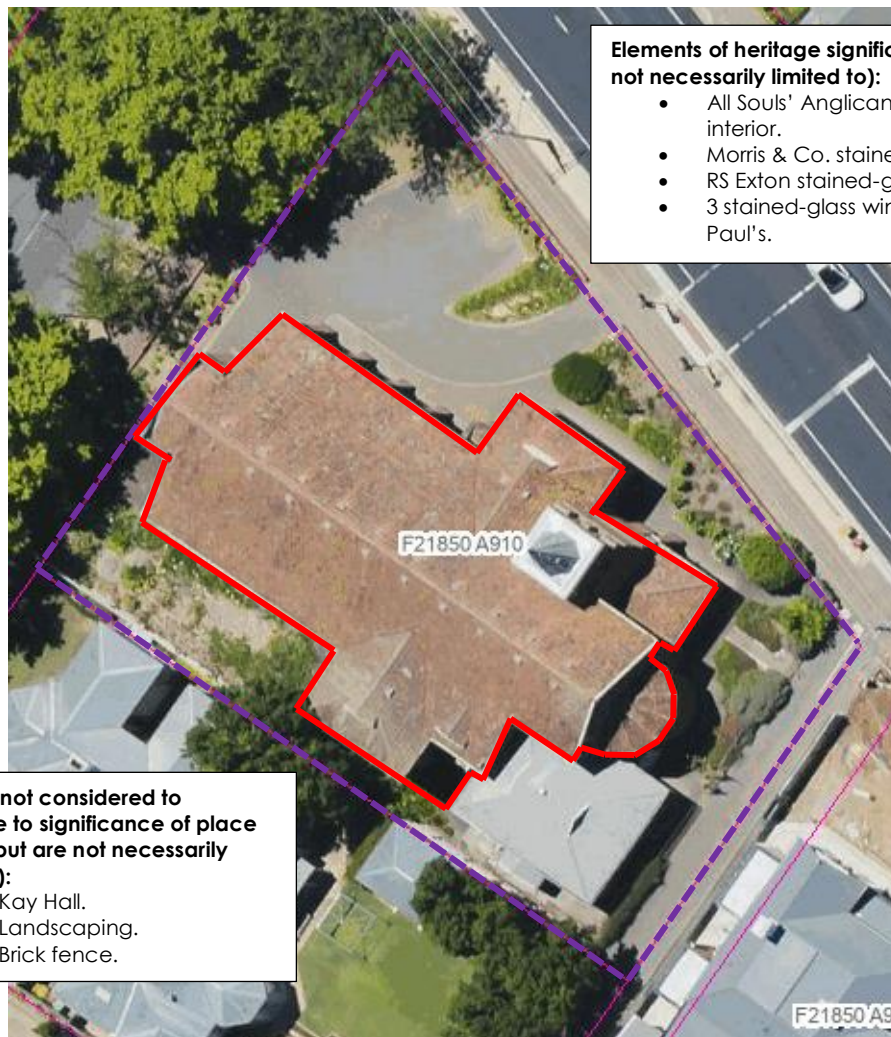 Elements of heritage signific
not necessarily limited to):
• All Souls' Anglican
interior.
• Morris & Co. staine
• RS Exton stained-g
• 3 stained-glass win
Paul's.
F21850 A910
not considered to
e to significance of place
but are not necessarily
):
Kay Hall.
Landscaping.
Brick fence.
F21850 A9